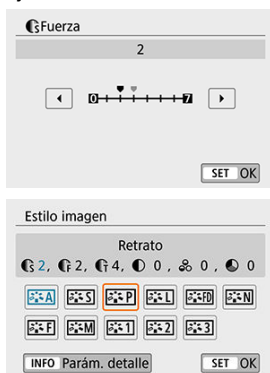 Fuerza
2
0 7
SET OK
Estilo imagen
Retrato
S 2, F 2, T 4, 0, 0, 0
A S P L FD N
F M 1 2 3
INFO Parám. detalle SET OK